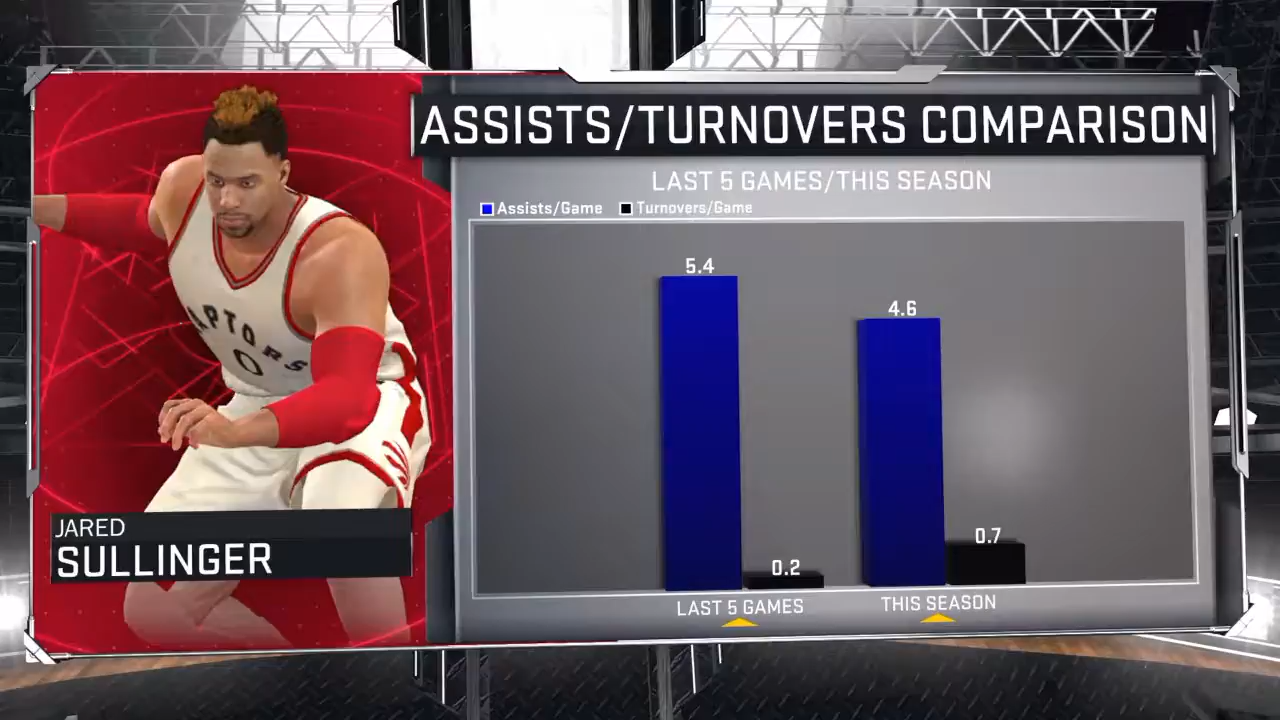 ASSISTS/TURNOVERS COMPARISON
LAST 5 GAMES/THIS SEASON
Assists/Game Turnovers/Game
5.4
4.6
0.2
0.7
LAST 5 GAMES
THIS SEASON
APTORS
0
JARED
SULLINGER